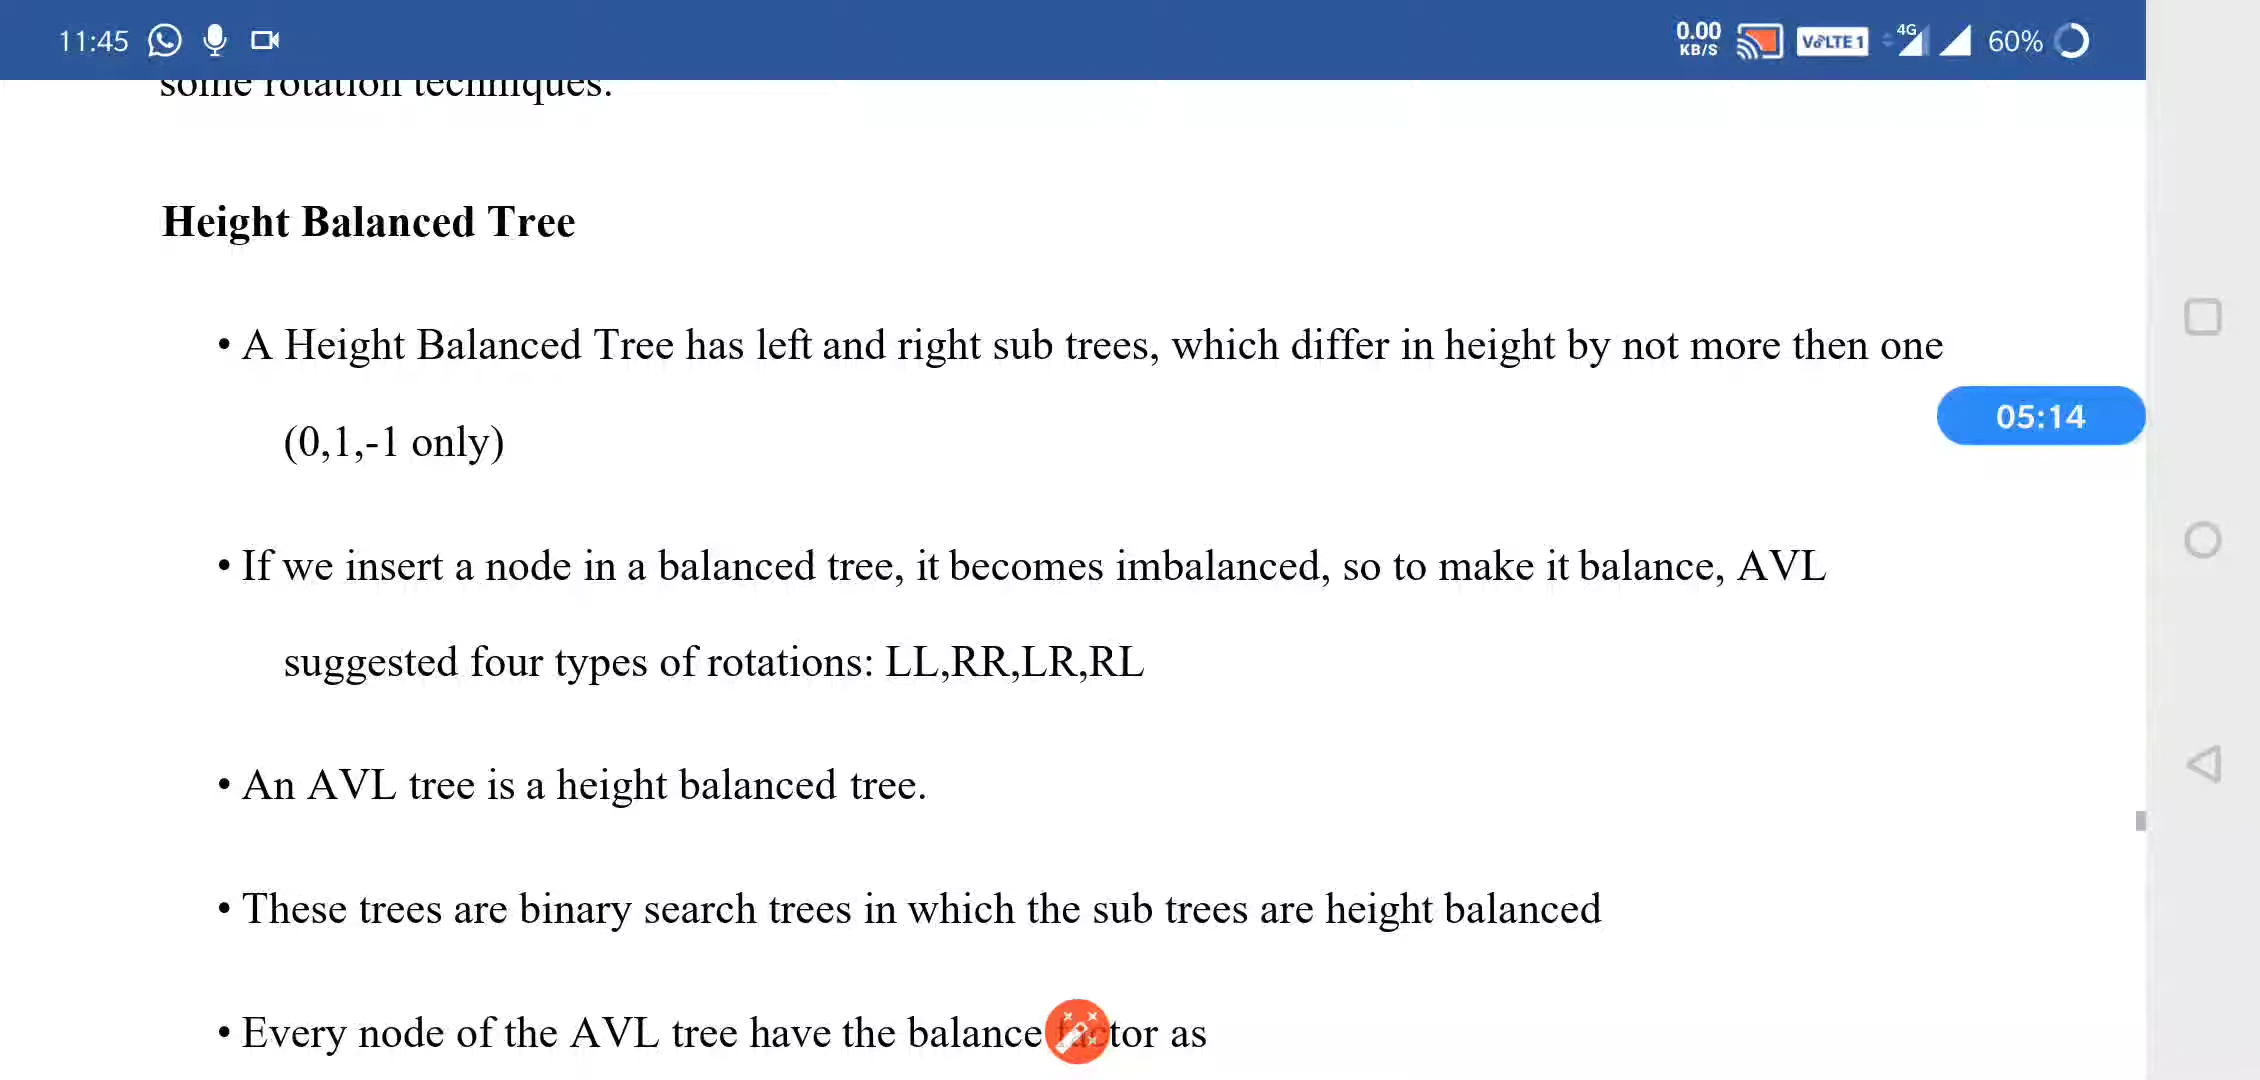 11:45
0.00
KB/S
VoLTE 1
4G
60%
some rotation techniques.
Height Balanced Tree
• A Height Balanced Tree has left and right sub trees, which differ in height by not more then one
(0,1,-1 only)
05:14
• If we insert a node in a balanced tree, it becomes imbalanced, so to make it balance, AVL
suggested four types of rotations: LL,RR,LR,RL
• An AVL tree is a height balanced tree.
• These trees are binary search trees in which the sub trees are height balanced
• Every node of the AVL tree have the balance factor as